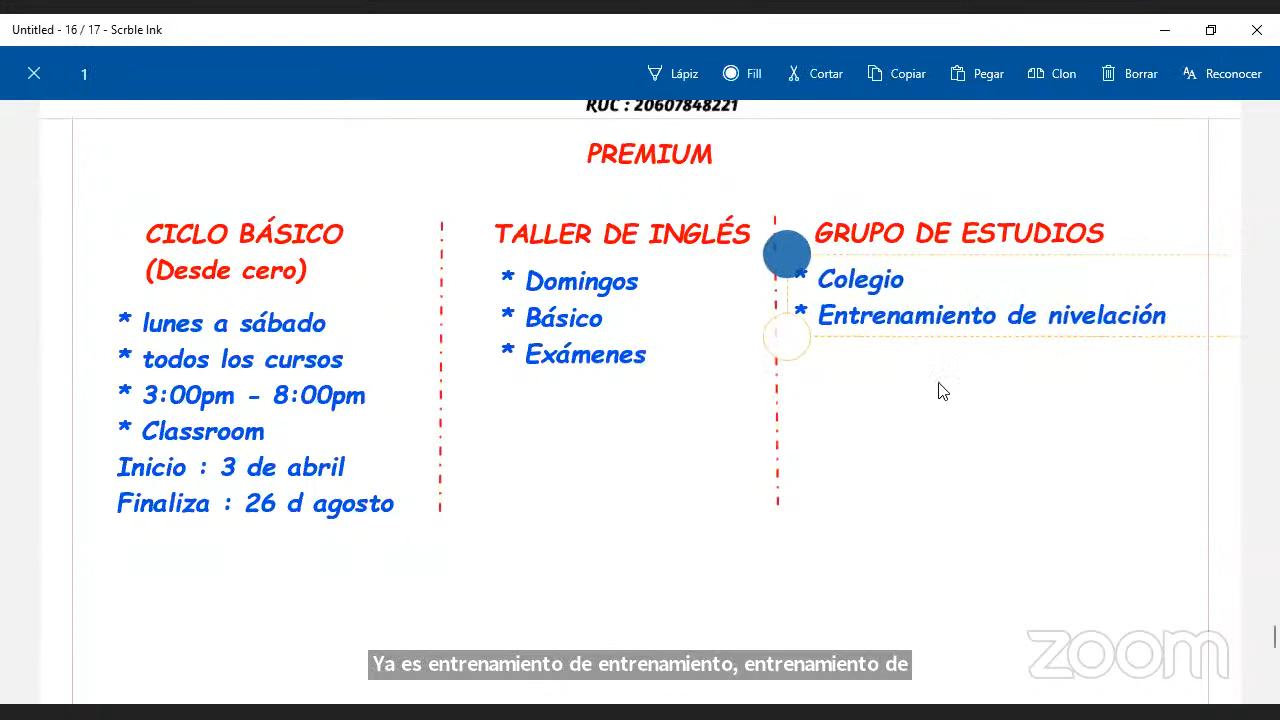 Untitled - 16 / 17 - Scrble Ink
1
Lápiz
Fill
Cortar
Copiar
Pegar
Clon
Borrar
Reconocer
RUC : 20607848221
PREMIUM
CICLO BÁSICO
(Desde cero)
* lunes a sábado
* todos los cursos
* 3:00pm - 8:00pm
* Classroom
Inicio : 3 de abril
Finaliza : 26 d agosto
TALLER DE INGLÉS
* Domingos
* Básico
* Exámenes
GRUPO DE ESTUDIOS
* Colegio
* Entrenamiento de nivelación
zoom
Ya es entrenamiento de entrenamiento, entrenamiento de